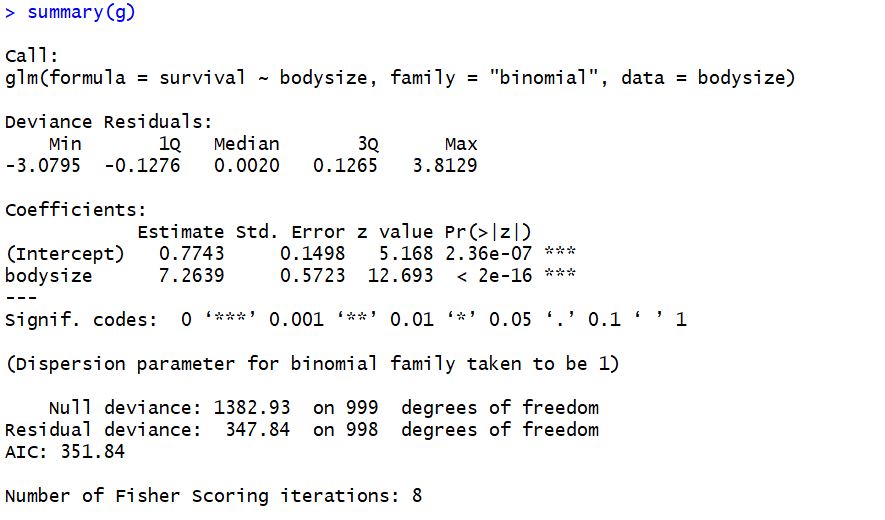 > summary(g)
Call:
glm(formula = survival ~ bodysize, family = "binomial", data = bodysize)
Deviance Residuals:
Min 1Q Median 3Q Max
-3.0795 -0.1276 0.0020 0.1265 3.8129
Coefficients:
Estimate Std. Error z value Pr(>|z|)
(Intercept) 0.7743 0.1498 5.168 2.36e-07 ***
bodysize 7.2639 0.5723 12.693 < 2e-16 ***
---
Signif. codes: 0 ‘***’ 0.001 ‘**’ 0.01 ‘*’ 0.05 ‘.’ 0.1 ‘ ’ 1
(Dispersion parameter for binomial family taken to be 1)
Null deviance: 1382.93 on 999 degrees of freedom
Residual deviance: 347.84 on 998 degrees of freedom
AIC: 351.84
Number of Fisher Scoring iterations: 8